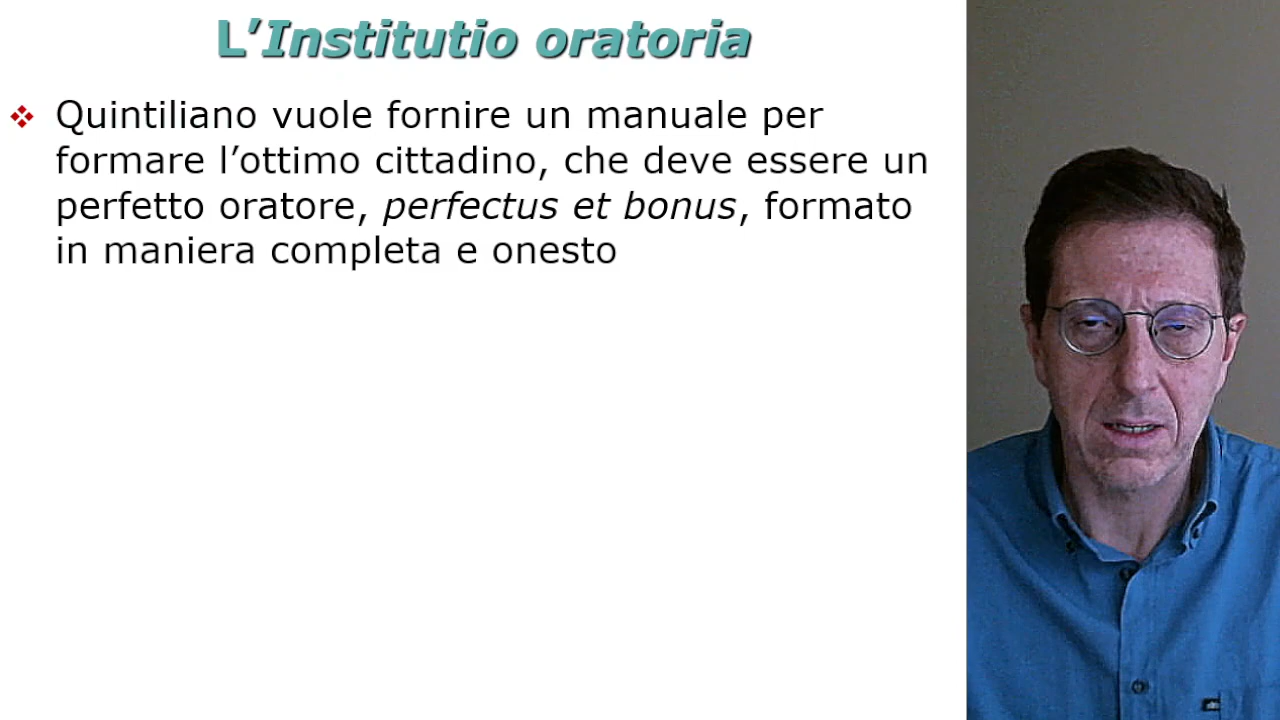 L’Institutio oratoria
Quintiliano vuole fornire un manuale per
formare l’ottimo cittadino, che deve essere un
perfetto oratore, perfectus et bonus, formato
in maniera completa e onesto